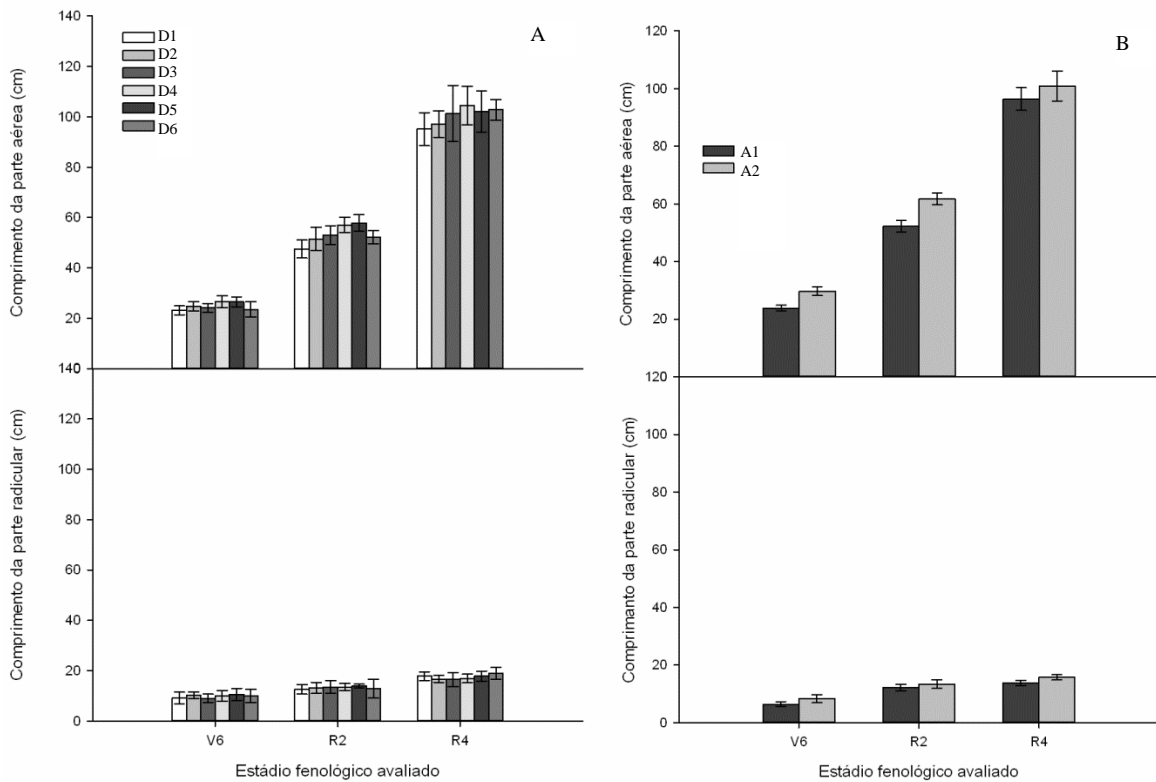 A
140
120
100
80
60
40
20
140
D1
D2
D3
D4
D5
D6
Comprimento da parte aérea (cm)
120
100
80
60
40
20
0
Comprimento da parte radicular (cm)
V6
R2
R4
Estádio fenológico avaliado
B
120
100
80
60
40
20
120
A1
A2
Comprimento da parte aérea (cm)
100
80
60
40
20
0
Comprimanto da parte radicular (cm)
V6
R2
R4
Estádio fenológico avaliado